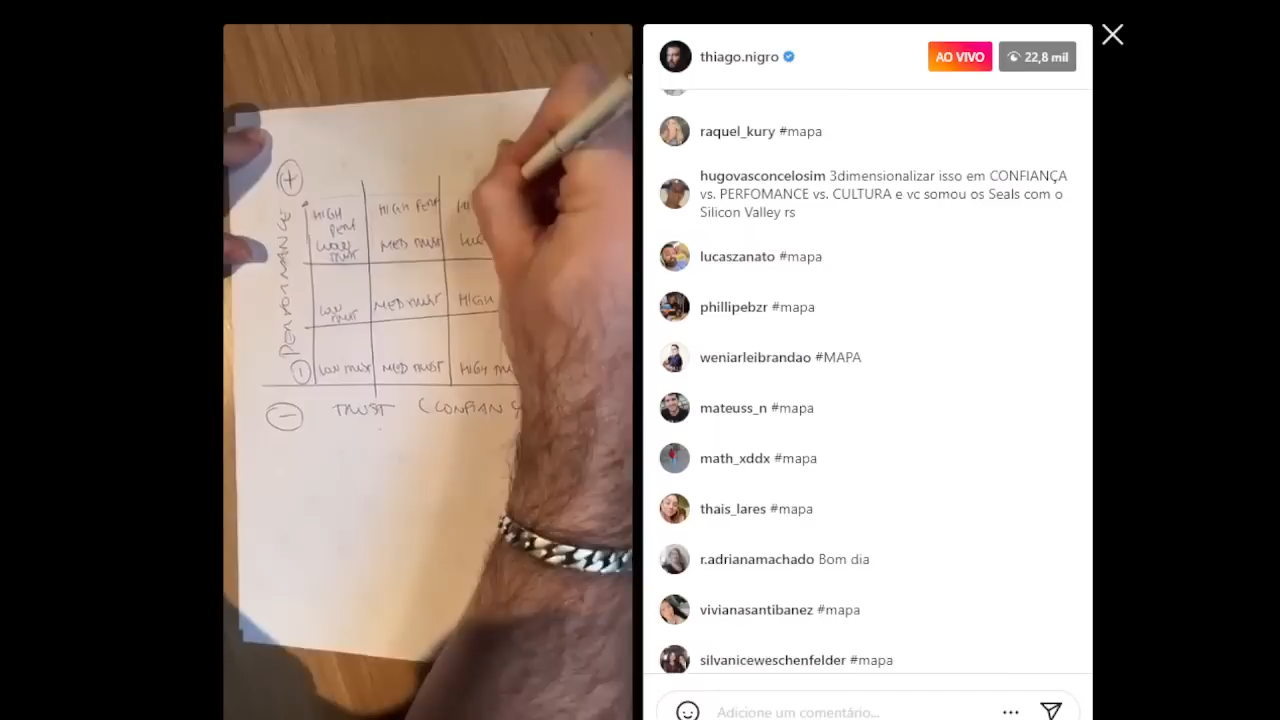 thiago.nigro
AO VIVO
22,8 mil
raquel_kury #mapa
hugovasconcelosim 3dimensionalizar isso em CONFIANÇA
vs. PERFOMANCE vs. CULTURA e vc somou os Seals com o
Silicon Valley rs
lucaszanato #mapa
phillipebzr #mapa
weniarleibrandao #MAPA
mateuss_n #mapa
math_xddx #mapa
thais_lares #mapa
r.adrianamachado Bom dia
vivianasantibanez #mapa
silvaniceweschenfelder #mapa
Adicione um comentário...
+
PERFORMANCE
HIGH
PERF
LOW
TRUST
HIGH PERF
MED TRUST
LOW
TRUST
MED TRUST
HIGH
LOW TRUST
MED TRUST
HIGH
TRUST (CONFIANÇ